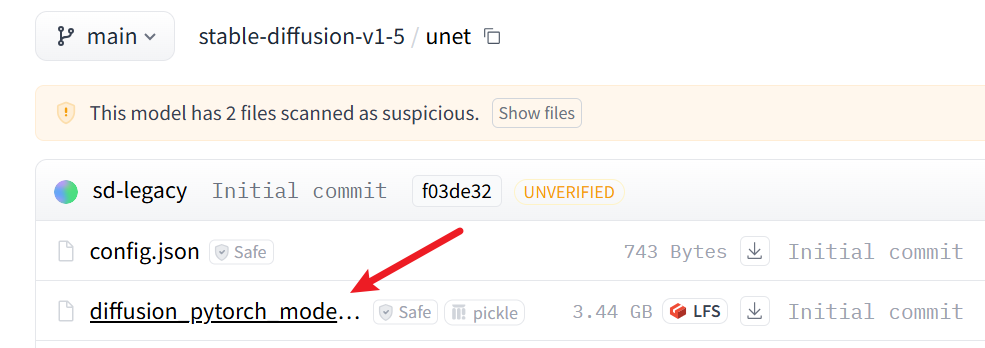 main stable-diffusion-v1-5 / unet
This model has 2 files scanned as suspicious. Show files
sd-legacy Initial commit f03de32 UNVERIFIED
config.json Safe 743 Bytes Initial commit
diffusion_pytorch_mode… Safe pickle 3.44 GB LFS Initial commit